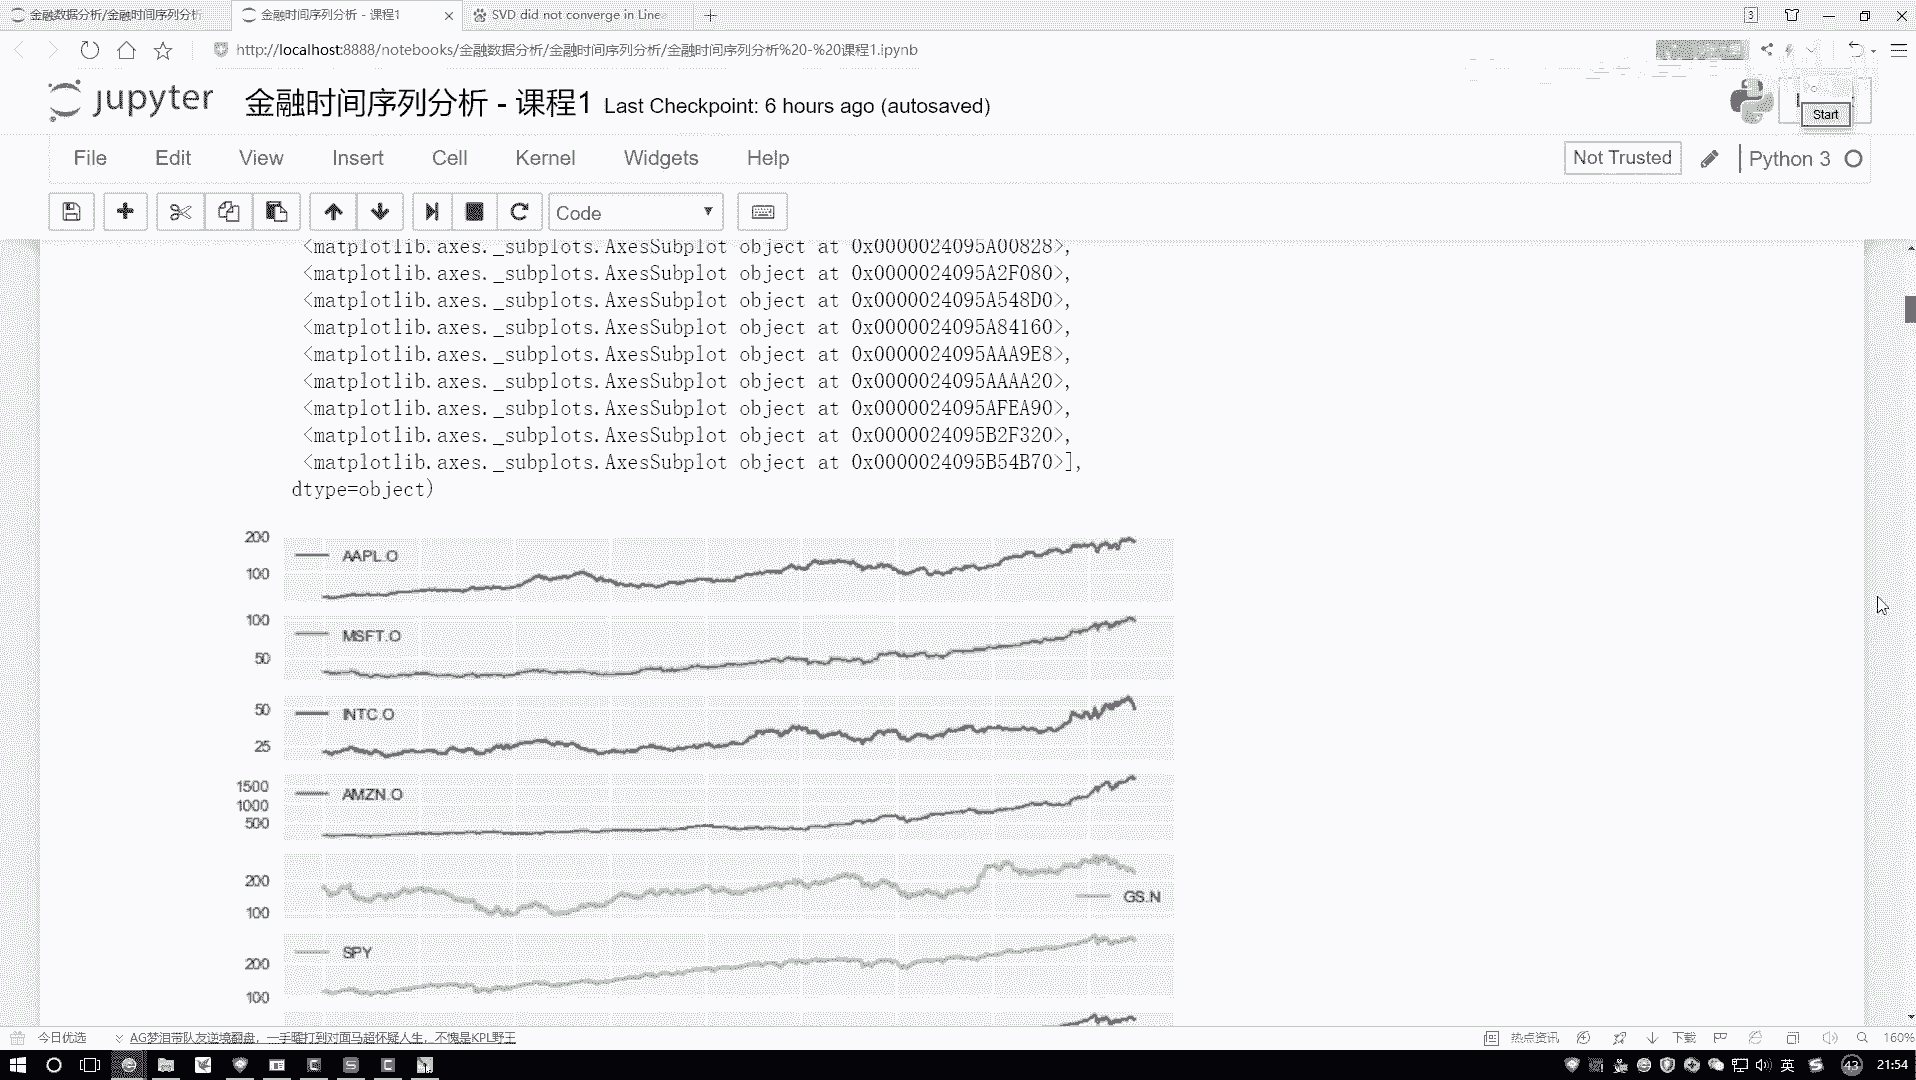 金融数据分析/金融时间序列分析
金融时间序列分析 - 课程1
SVD did not converge in Linea
3
http://localhost:8888/notebooks/金融数据分析/金融时间序列分析/金融时间序列分析%20-%20课程1.ipynb
jupyter 金融时间序列分析 - 课程1 Last Checkpoint: 6 hours ago (autosaved)
Start
File Edit View Insert Cell Kernel Widgets Help
Not Trusted
Python 3
Code
<matplotlib.axes._subplots.AxesSubplot object at 0x0000024095A00828>,
<matplotlib.axes._subplots.AxesSubplot object at 0x0000024095A2F080>,
<matplotlib.axes._subplots.AxesSubplot object at 0x0000024095A548D0>,
<matplotlib.axes._subplots.AxesSubplot object at 0x0000024095A84160>,
<matplotlib.axes._subplots.AxesSubplot object at 0x0000024095AAA9E8>,
<matplotlib.axes._subplots.AxesSubplot object at 0x0000024095AAAA20>,
<matplotlib.axes._subplots.AxesSubplot object at 0x0000024095AFEA90>,
<matplotlib.axes._subplots.AxesSubplot object at 0x0000024095B2F320>,
<matplotlib.axes._subplots.AxesSubplot object at 0x0000024095B54B70>],
dtype=object)
200
AAPL.O
100
100
MSFT.O
50
50
INTC.O
25
1500
AMZN.O
1000
500
200
GS.N
100
SPY
200
100
今日优选
AG梦泪带队友逆境翻盘，一手曜打到对面马超怀疑人生，不愧是KPL野王
热点资讯
下载
160%
英
43
21:54